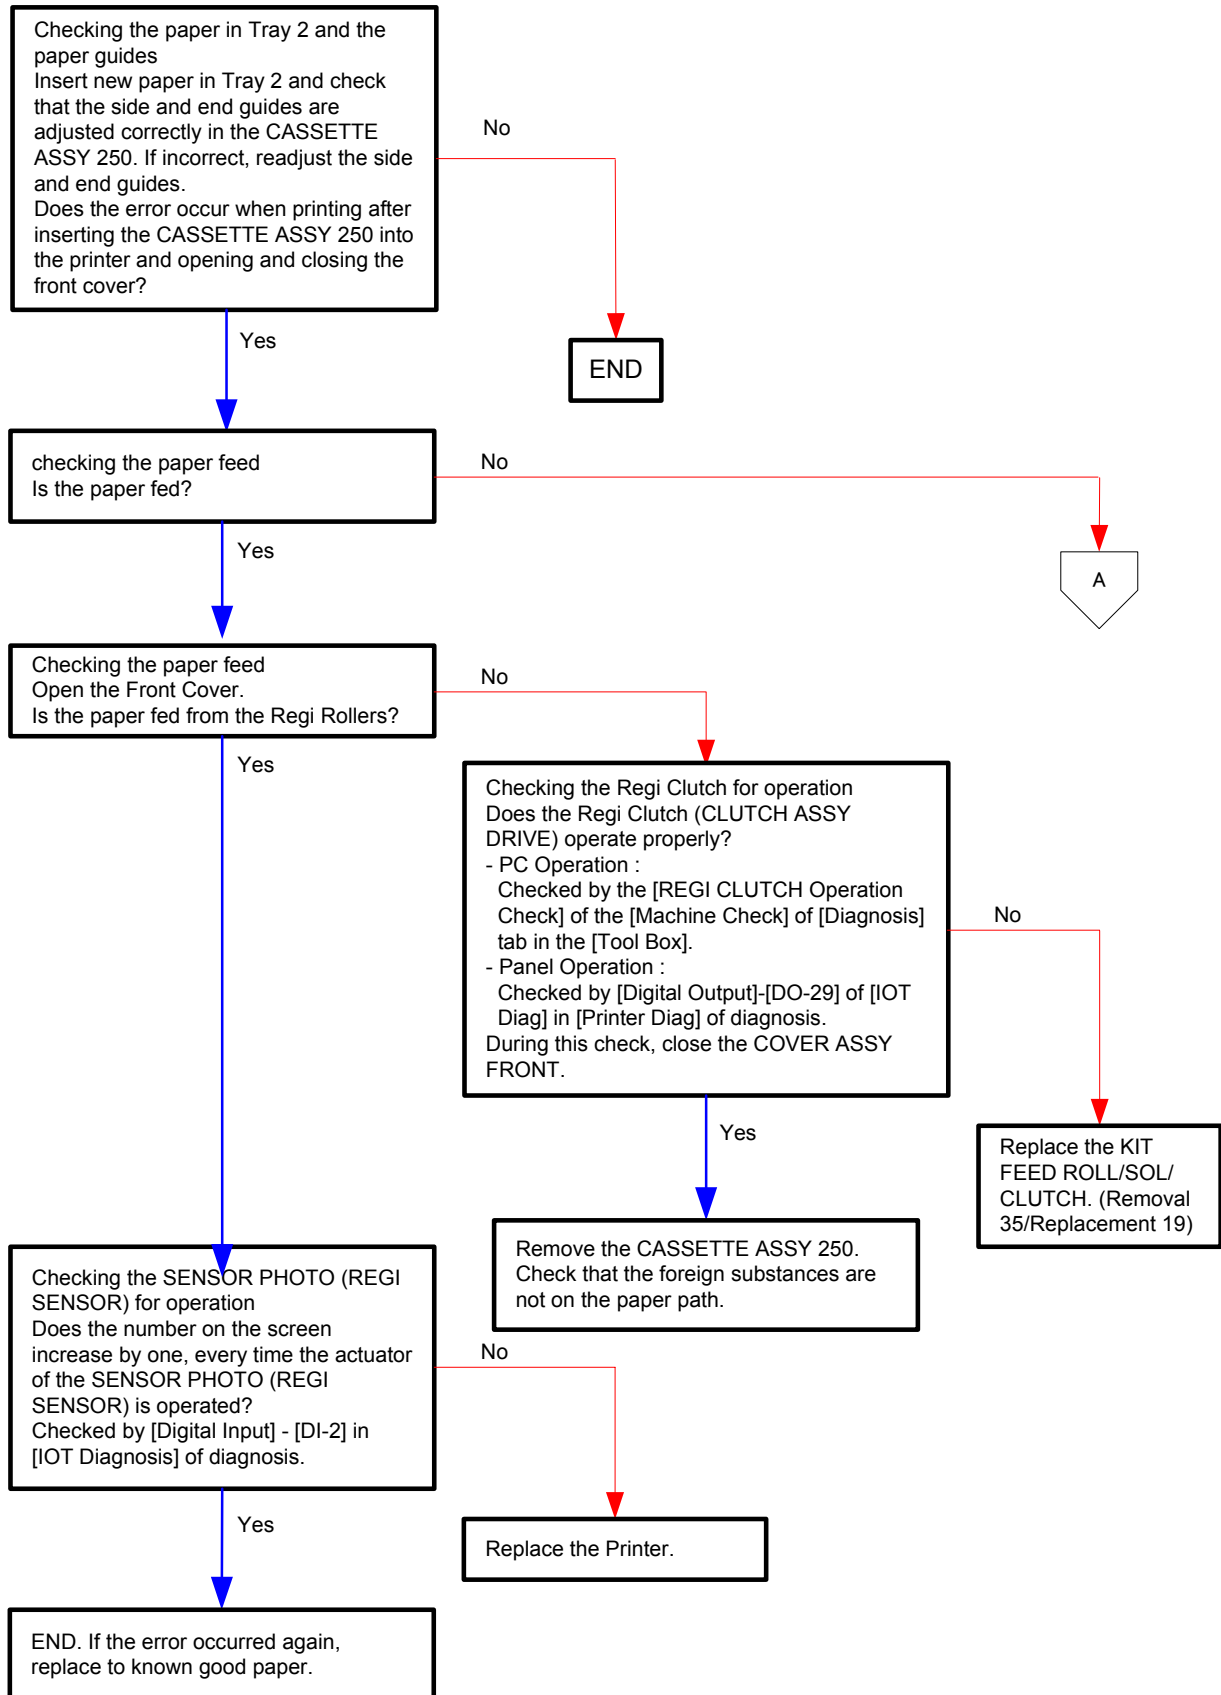 Checking the paper in Tray 2 and the
paper guides
Insert new paper in Tray 2 and check
that the side and end guides are
adjusted correctly in the CASSETTE
ASSY 250. If incorrect, readjust the side
and end guides.
Does the error occur when printing after
inserting the CASSETTE ASSY 250 into
the printer and opening and closing the
front cover?
No
Yes
END
checking the paper feed
Is the paper fed?
No
Yes
A
Checking the paper feed
Open the Front Cover.
Is the paper fed from the Regi Rollers?
No
Yes
Checking the Regi Clutch for operation
Does the Regi Clutch (CLUTCH ASSY
DRIVE) operate properly?
- PC Operation :
Checked by the [REGI CLUTCH Operation
Check] of the [Machine Check] of [Diagnosis]
tab in the [Tool Box].
- Panel Operation :
Checked by [Digital Output]-[DO-29] of [IOT
Diag] in [Printer Diag] of diagnosis.
During this check, close the COVER ASSY
FRONT.
No
Yes
Replace the KIT
FEED ROLL/SOL/
CLUTCH. (Removal
35/Replacement 19)
Remove the CASSETTE ASSY 250.
Check that the foreign substances are
not on the paper path.
Checking the SENSOR PHOTO (REGI
SENSOR) for operation
Does the number on the screen
increase by one, every time the actuator
of the SENSOR PHOTO (REGI
SENSOR) is operated?
Checked by [Digital Input] - [DI-2] in
[IOT Diagnosis] of diagnosis.
No
Yes
Replace the Printer.
END. If the error occurred again,
replace to known good paper.